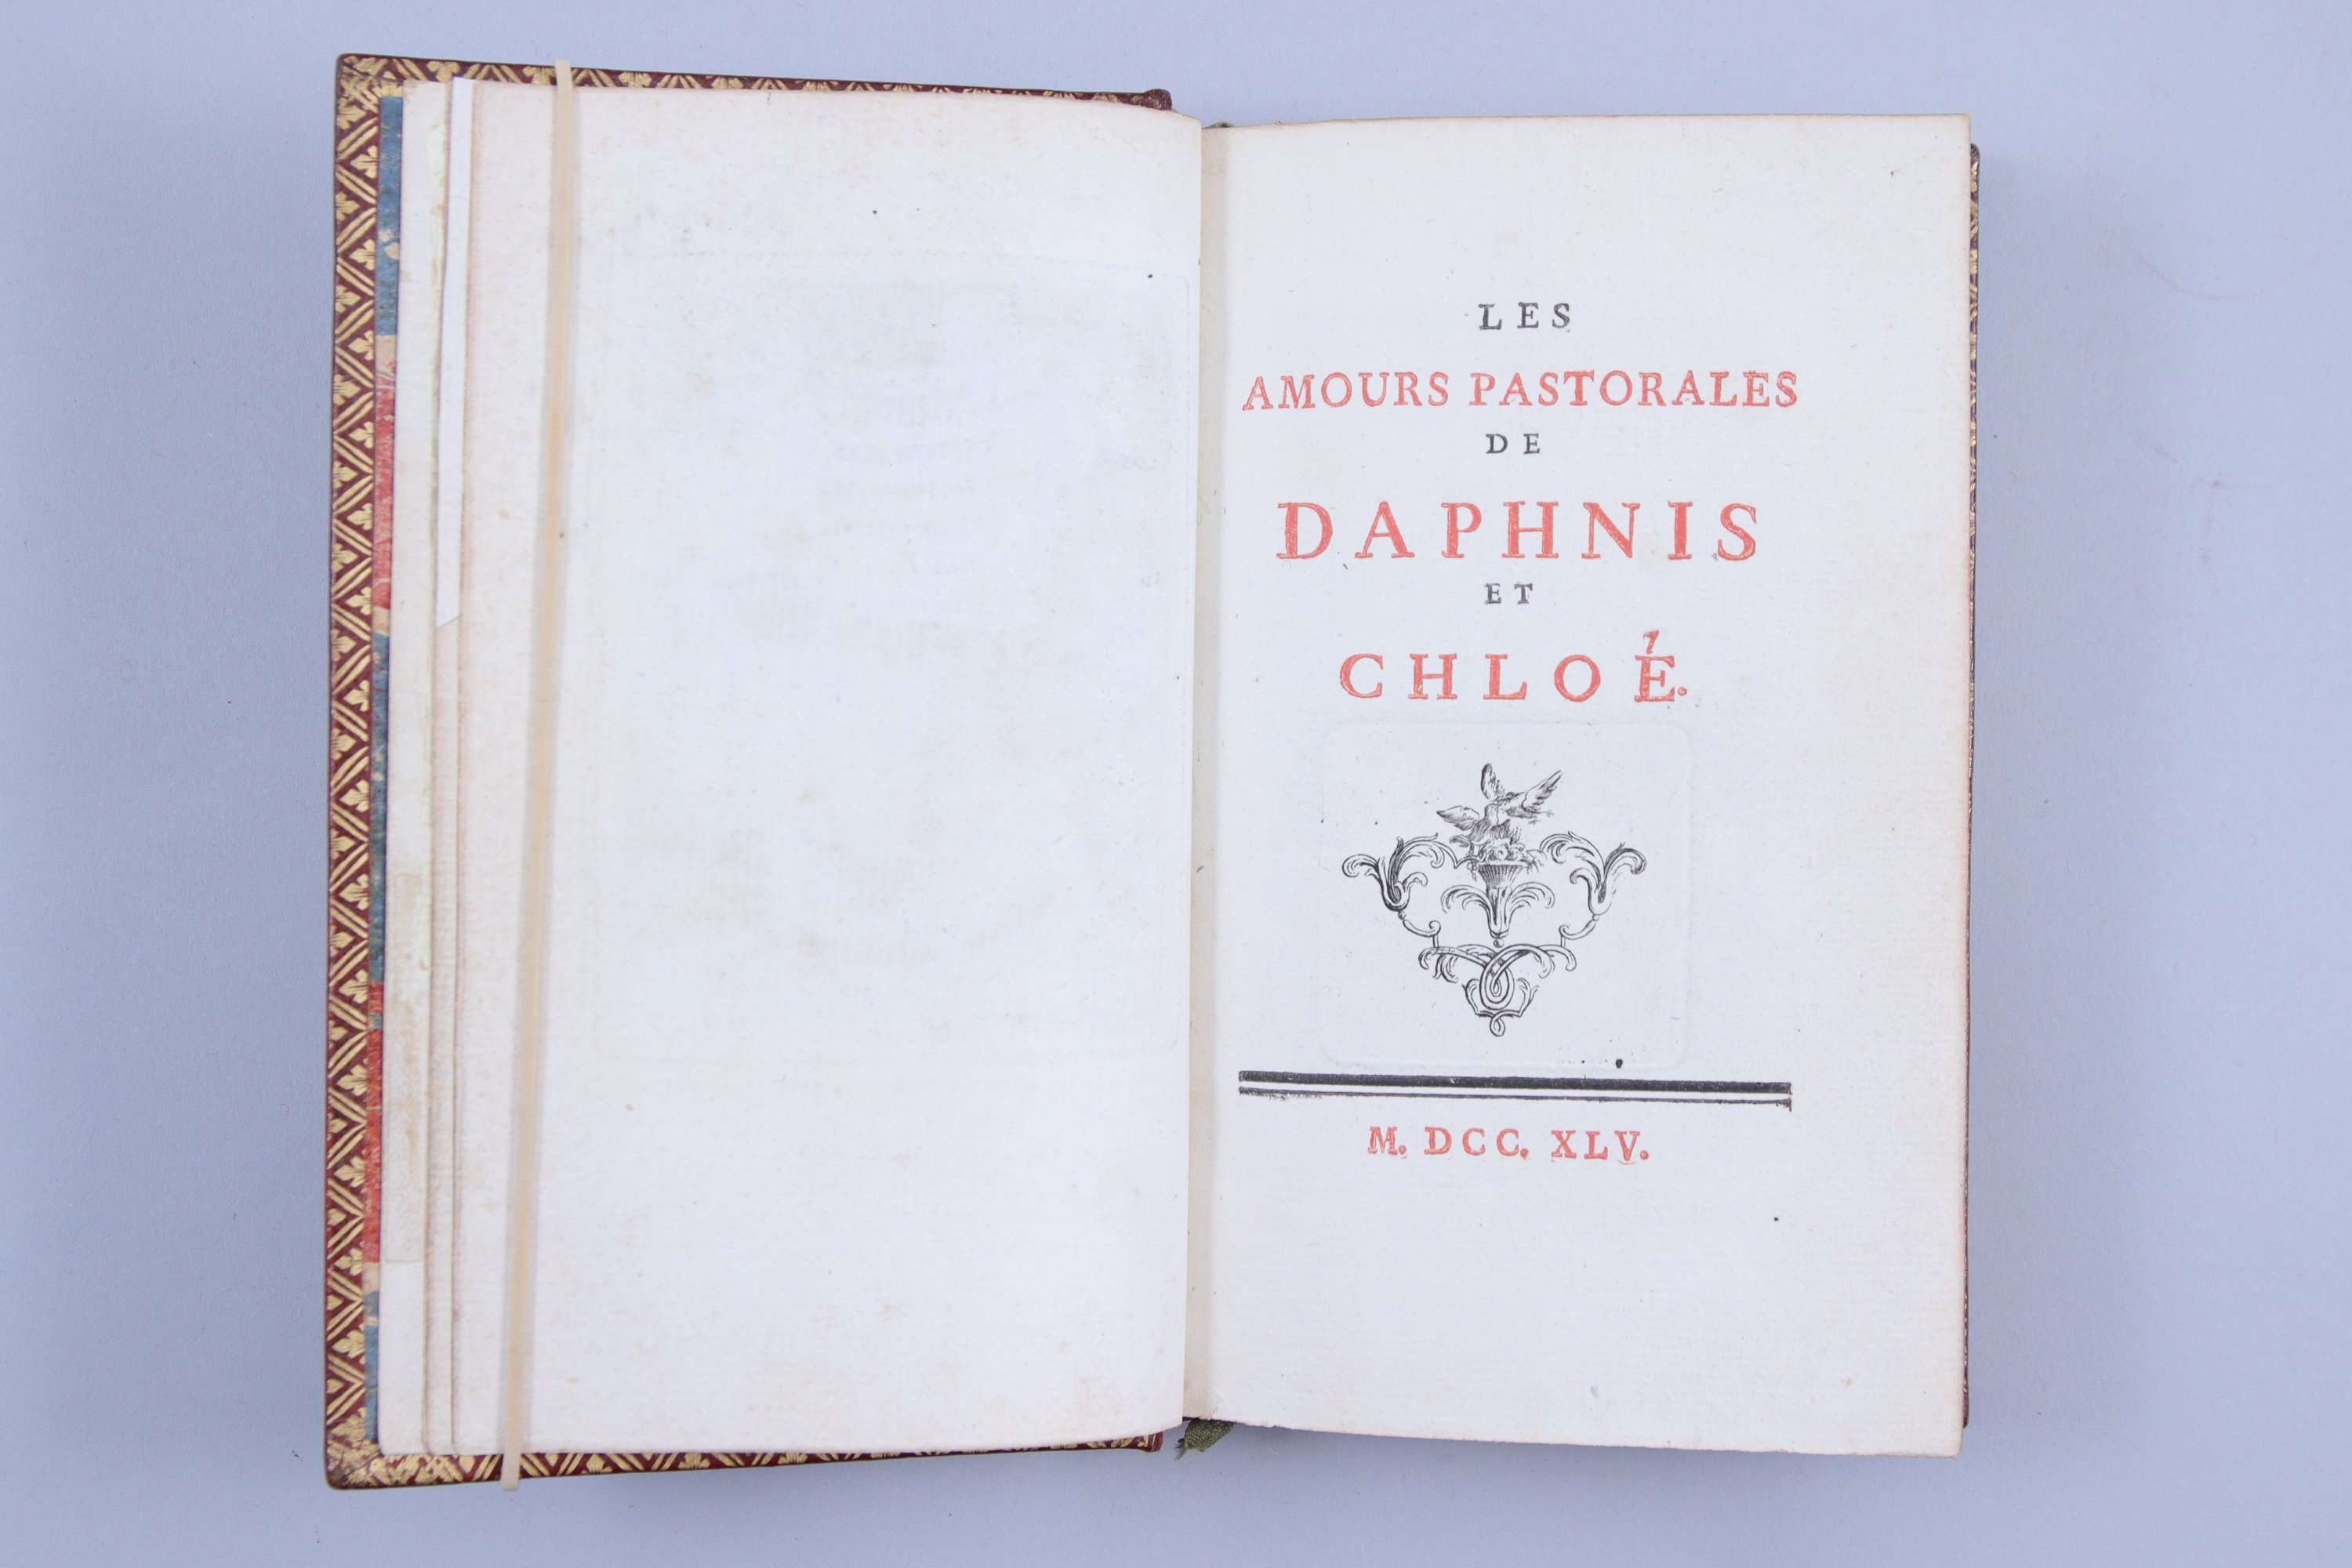 LES
AMOURS PASTORALES
DE
DAPHNIS
ET
CHLOÉ.
M. DCC. XLV.